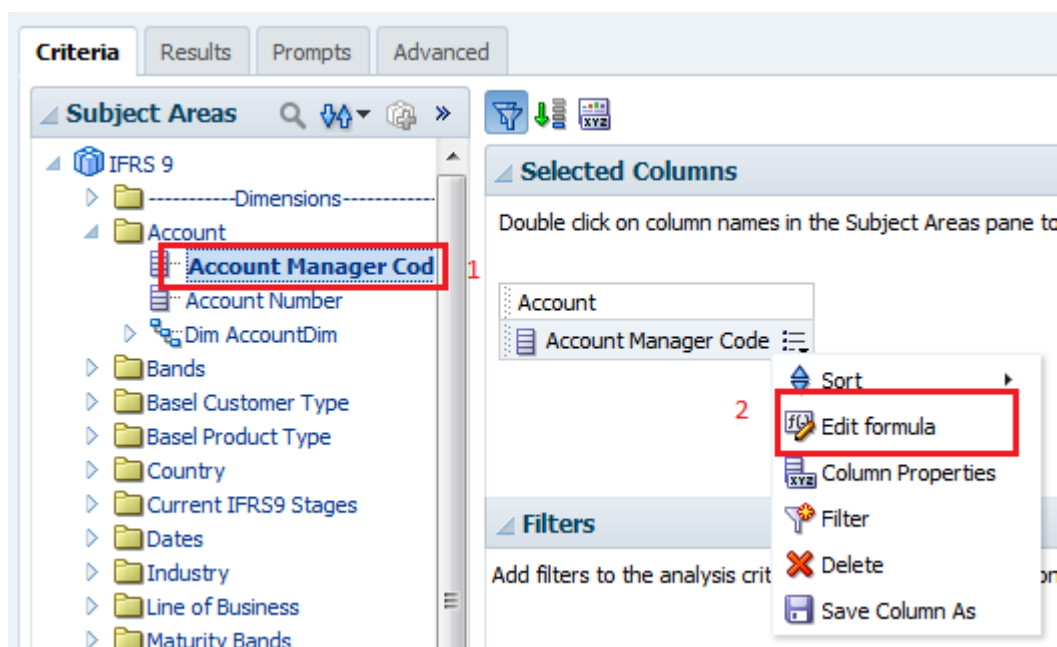 Criteria Results Prompts Advanced
Subject Areas
IFRS 9
-----------Dimensions------------
Account
Account Manager Cod
1
Account Number
Dim AccountDim
Bands
Basel Customer Type
Basel Product Type
Country
Current IFRS9 Stages
Dates
Industry
Line of Business
Maturity Bands
XYZ
Selected Columns
Double click on column names in the Subject Areas pane to
Account
Account Manager Code
2
Sort
f() Edit formula
XYZ Column Properties
Filter
Delete
Save Column As
Filters
Add filters to the analysis crit